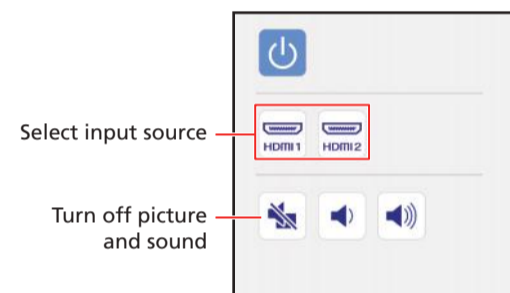 Select input source
HDMI 1
HDMI 2
Turn off picture
and sound